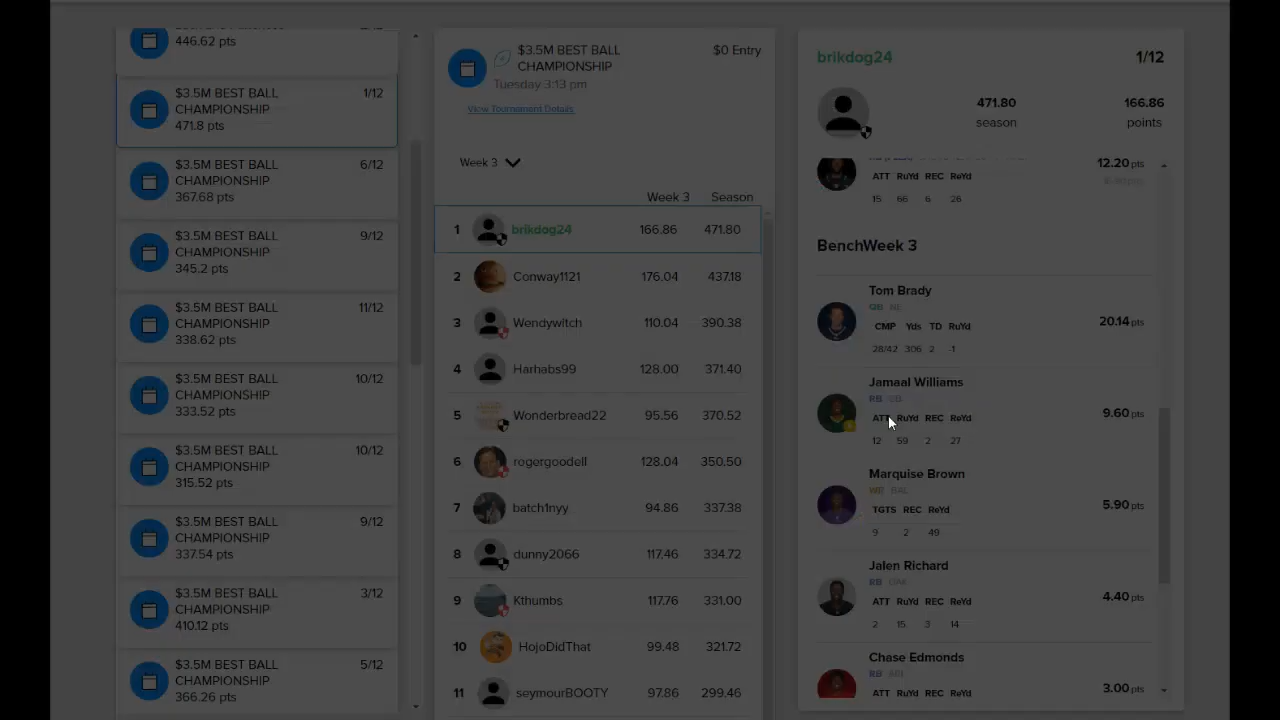 446.62 pts
$3.5M BEST BALL
CHAMPIONSHIP
471.8 pts
1/12
$3.5M BEST BALL
CHAMPIONSHIP
367.68 pts
6/12
$3.5M BEST BALL
CHAMPIONSHIP
345.2 pts
9/12
$3.5M BEST BALL
CHAMPIONSHIP
338.62 pts
11/12
$3.5M BEST BALL
CHAMPIONSHIP
333.52 pts
10/12
$3.5M BEST BALL
CHAMPIONSHIP
315.52 pts
10/12
$3.5M BEST BALL
CHAMPIONSHIP
337.54 pts
9/12
$3.5M BEST BALL
CHAMPIONSHIP
410.12 pts
3/12
$3.5M BEST BALL
CHAMPIONSHIP
366.26 pts
5/12
$3.5M BEST BALL
CHAMPIONSHIP
$0 Entry
Tuesday 3:13 pm
View Tournament Details
Week 3
Week 3 Season
1 brikdog24 166.86 471.80
2 Conway1121 176.04 437.18
3 Wendywitch 110.04 390.38
4 Harhabs99 128.00 371.40
5 Wonderbread22 95.56 370.52
6 rogergoodell 128.04 350.50
7 batch1nyy 94.86 337.38
8 dunny2066 117.46 334.72
9 Kthumbs 117.76 331.00
10 HojoDidThat 99.48 321.72
11 seymourBOOTY 97.86 299.46
brikdog24 1/12
471.80 166.86
season points
12.20 pts
ATT RuYd REC ReYd
15 66 6 26
BenchWeek 3
Tom Brady
QB NE
20.14 pts
CMP Yds TD RuYd
28/42 306 2 -1
Jamaal Williams
RB GB
9.60 pts
ATT RuYd REC ReYd
12 59 2 27
Marquise Brown
WR BAL
5.90 pts
TGTS REC ReYd
9 2 49
Jalen Richard
RB OAK
4.40 pts
ATT RuYd REC ReYd
2 15 3 14
Chase Edmonds
RB ARI
3.00 pts
ATT RuYd REC ReYd